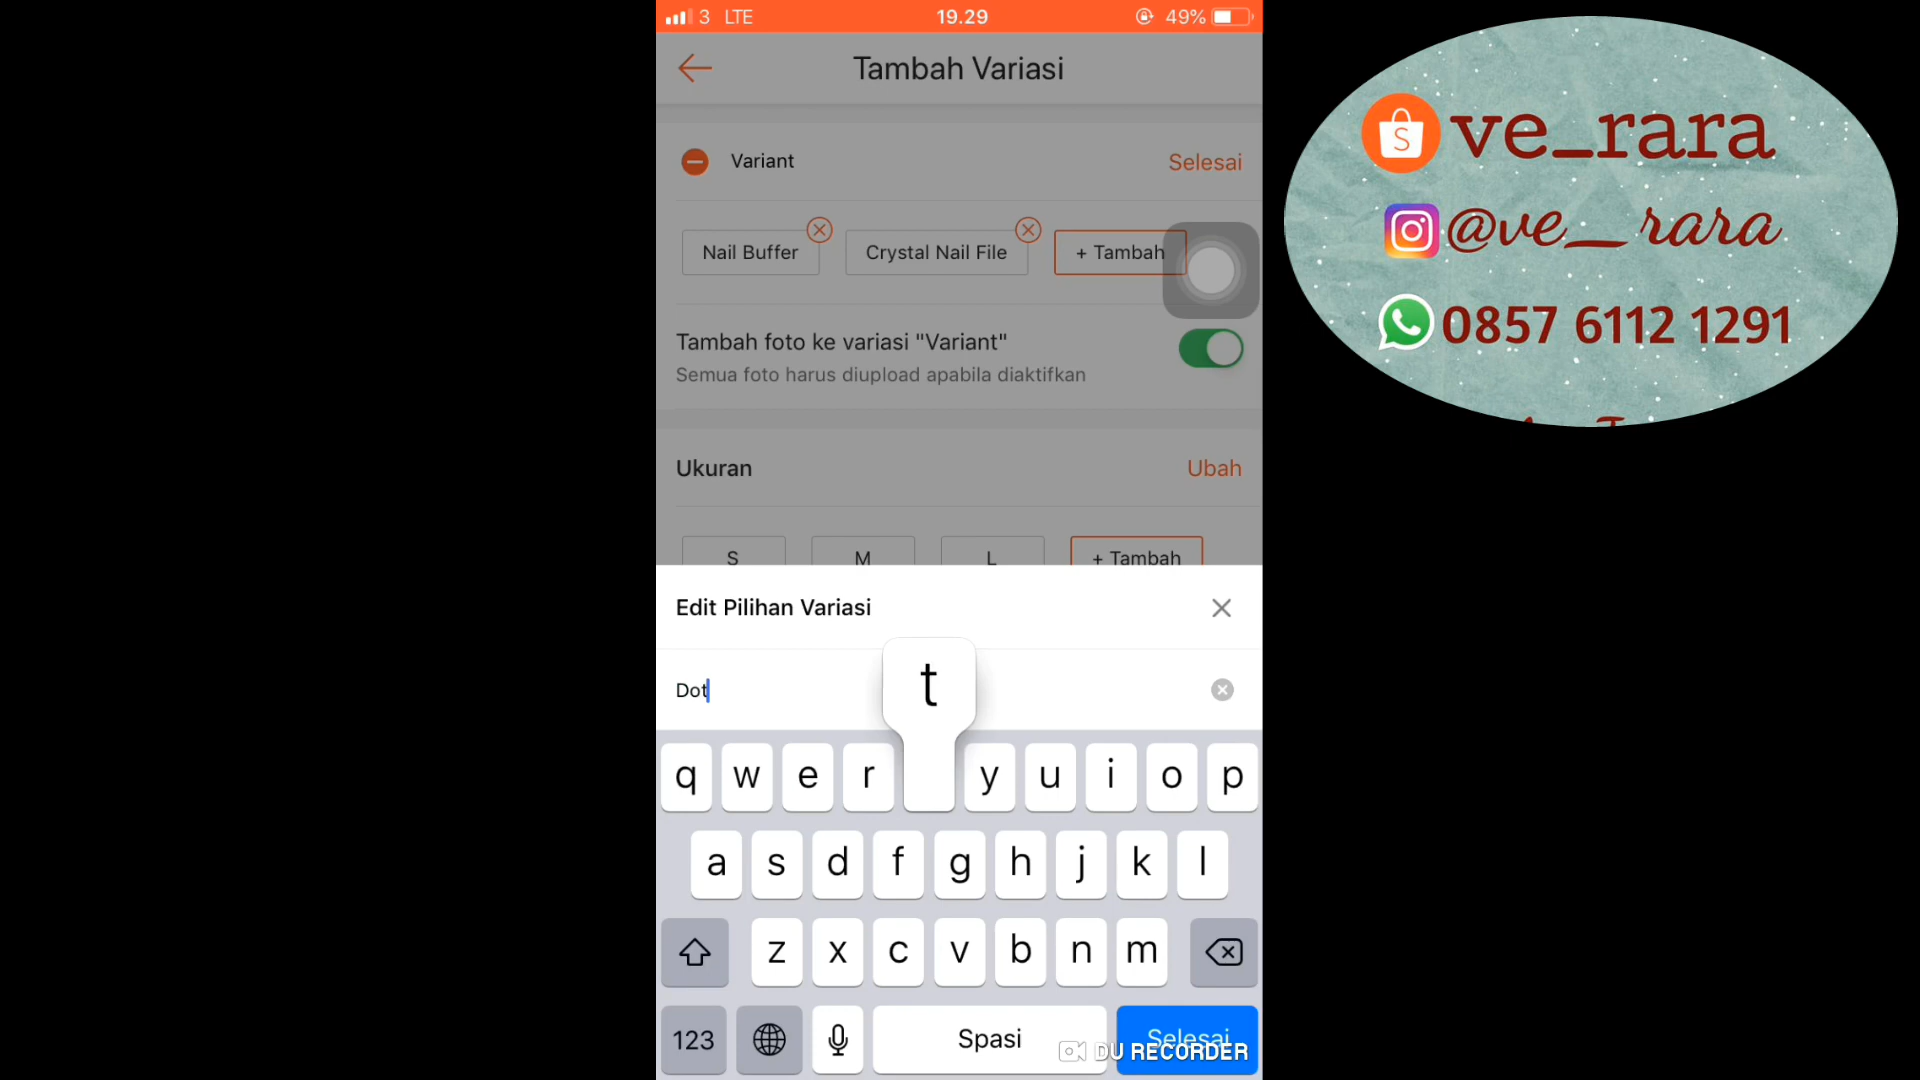 3 LTE 19.29 49%
Tambah Variasi
Variant Selesai
Nail Buffer Crystal Nail File + Tambah
Tambah foto ke variasi "Variant"
Semua foto harus diupload apabila diaktifkan
Ukuran Ubah
S M L + Tambah
Edit Pilihan Variasi
Dot
t
q w e r y u i o p
a s d f g h j k l
z x c v b n m
123 Spasi Selesai
DU RECORDER
S ve_rara
@ve__rara
0857 6112 1291